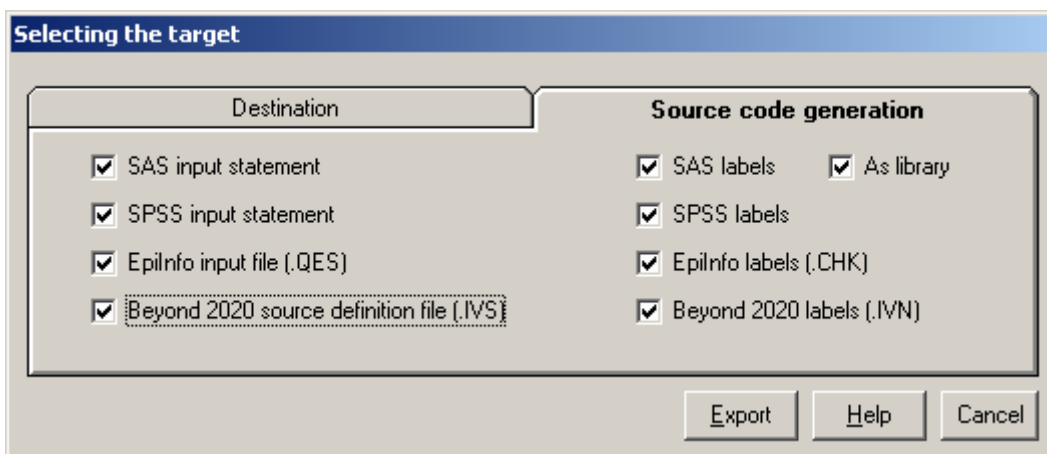 Selecting the target
Destination
Source code generation
SAS input statement
SAS labels
As library
SPSS input statement
SPSS labels
EpiInfo input file (.QES)
EpiInfo labels (.CHK)
Beyond 2020 source definition file (.IVS)
Beyond 2020 labels (.IVN)
Export
Help
Cancel